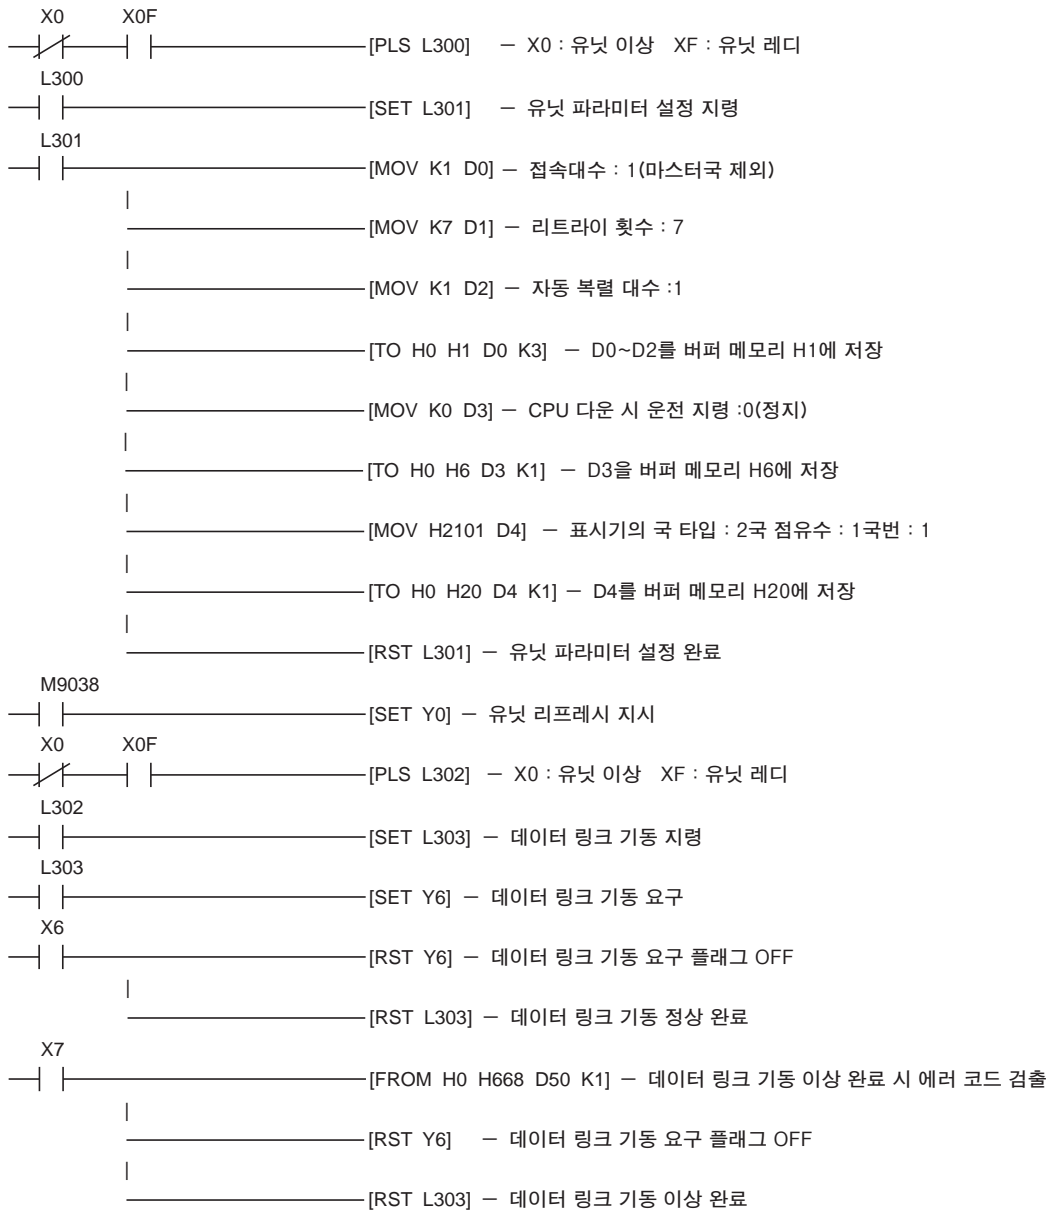 X0 X0F
[PLS L300] － X0 : 유닛 이상 XF : 유닛 레디
L300
[SET L301] － 유닛 파라미터 설정 지령
L301
[MOV K1 D0] － 접속대수 : 1(마스터국 제외)
[MOV K7 D1] － 리트라이 횟수 : 7
[MOV K1 D2] － 자동 복렬 대수 :1
[TO H0 H1 D0 K3] － D0~D2를 버퍼 메모리 H1에 저장
[MOV K0 D3] － CPU 다운 시 운전 지령 :0(정지)
[TO H0 H6 D3 K1] － D3을 버퍼 메모리 H6에 저장
[MOV H2101 D4] － 표시기의 국 타입 : 2국 점유수 : 1국번 : 1
[TO H0 H20 D4 K1] － D4를 버퍼 메모리 H20에 저장
[RST L301] － 유닛 파라미터 설정 완료
M9038
[SET Y0] － 유닛 리프레시 지시
X0 X0F
[PLS L302] － X0 : 유닛 이상 XF : 유닛 레디
L302
[SET L303] － 데이터 링크 기동 지령
L303
[SET Y6] － 데이터 링크 기동 요구
X6
[RST Y6] － 데이터 링크 기동 요구 플래그 OFF
[RST L303] － 데이터 링크 기동 정상 완료
X7
[FROM H0 H668 D50 K1] － 데이터 링크 기동 이상 완료 시 에러 코드 검출
[RST Y6] － 데이터 링크 기동 요구 플래그 OFF
[RST L303] － 데이터 링크 기동 이상 완료